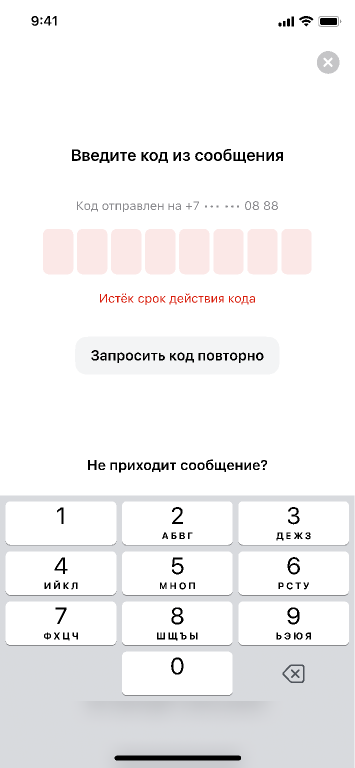 9:41
Введите код из сообщения
Код отправлен на +7 ••• ••• 08 88
Истёк срок действия кода
Запросить код повторно
Не приходит сообщение?
1
2
3
АБВГ
ДЕЖЗ
4
5
6
ИЙКЛ
МНОП
РСТУ
7
8
9
ФХЦЧ
ШЩЪЫ
ЬЭЮЯ
0